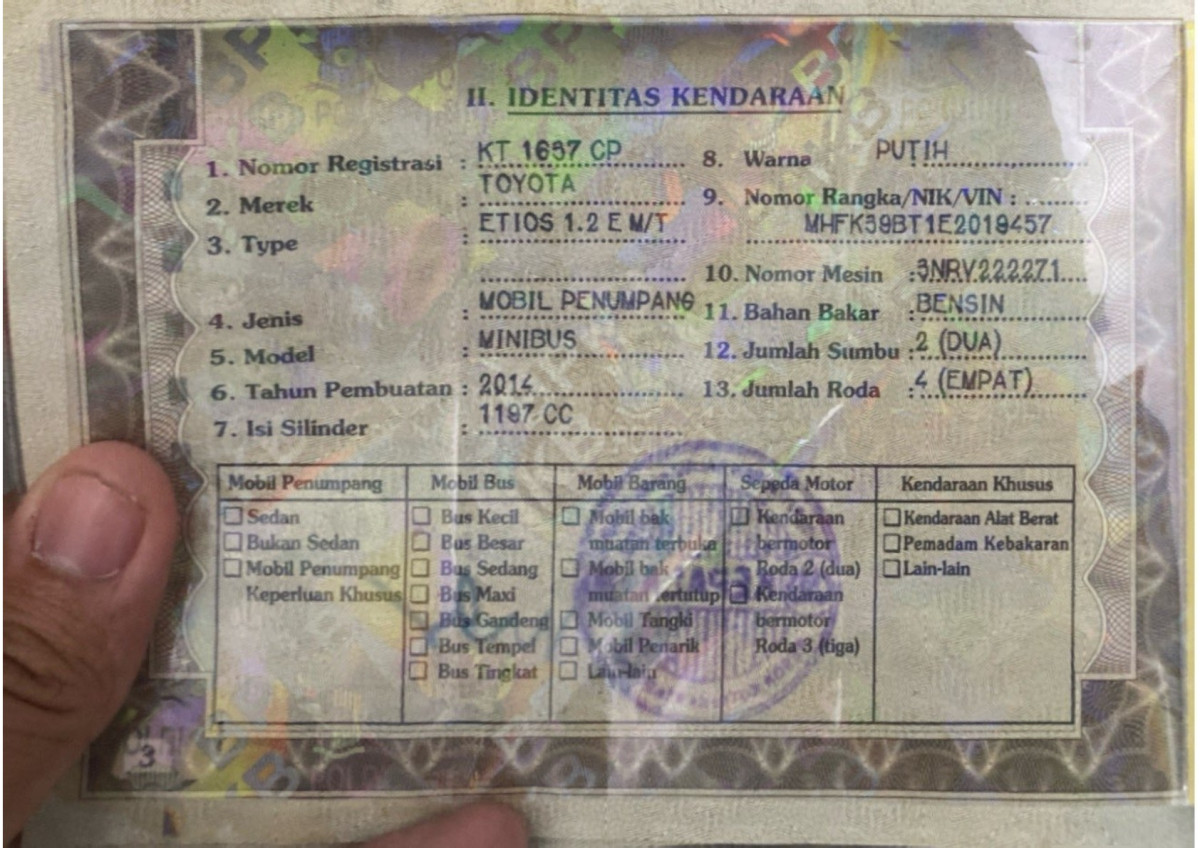 II. IDENTITAS KENDARAAN
1. Nomor Registrasi : KT 1657 CP
2. Merek : TOYOTA
3. Type : ETIOS 1.2 E M/T
4. Jenis : MOBIL PENUMPANG
5. Model : MINIBUS
6. Tahun Pembuatan : 2014
7. Isi Silinder : 1197 CC
8. Warna PUTIH
9. Nomor Rangka/NIK/VIN :
MHFK39BT1E2019457
10. Nomor Mesin : 3NRV222271
11. Bahan Bakar : BENSIN
12. Jumlah Sumbu : 2 (DUA)
13. Jumlah Roda : 4 (EMPAT)
Mobil Penumpang
Sedan
Bukan Sedan
Mobil Penumpang
Keperluan Khusus
Mobil Bus
Bus Kecil
Bus Besar
Bus Sedang
Bus Maxi
Bus Gandeng
Bus Tempel
Bus Tingkat
Mobil Barang
Mobil bak
muatan terbuka
Mobil bak
muatan tertutup
Mobil Tangki
Mobil Penarik
Lain-lain
Sepeda Motor
Kendaraan
bermotor
Roda 2 (dua)
Kendaraan
bermotor
Roda 3 (tiga)
Kendaraan Khusus
Kendaraan Alat Berat
Pemadam Kebakaran
Lain-lain
3